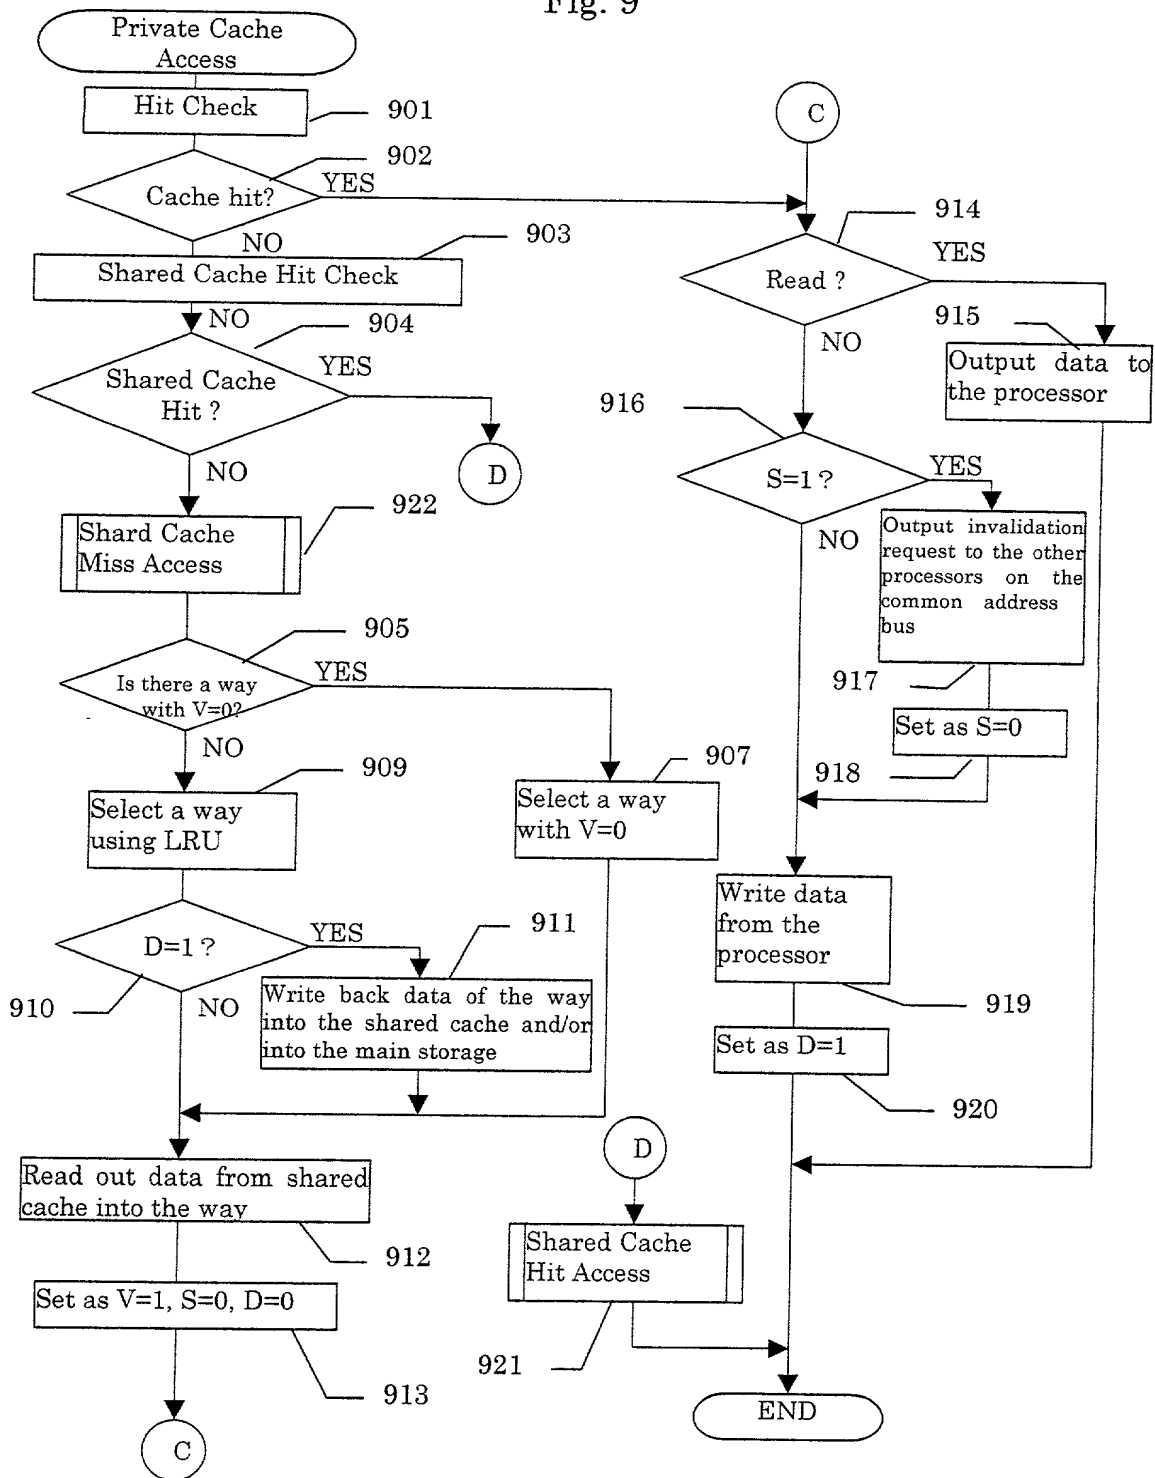 Fig. 9
Private Cache
Access
Hit Check
901
902
Cache hit?
YES
NO
903
Shared Cache Hit Check
NO
904
Shared Cache
Hit ?
YES
D
NO
Shard Cache
Miss Access
922
905
Is there a way
with V=0?
YES
NO
909
Select a way
using LRU
907
Select a way
with V=0
D=1 ?
YES
910
NO
911
Write back data of the way
into the shared cache and/or
into the main storage
Read out data from shared
cache into the way
912
Set as V=1, S=0, D=0
913
C
C
914
Read ?
YES
NO
915
Output data to
the processor
916
S=1 ?
YES
NO
Output invalidation
request to the other
processors on the
common address
bus
917
Set as S=0
918
Write data
from the
processor
919
Set as D=1
920
D
Shared Cache
Hit Access
921
END